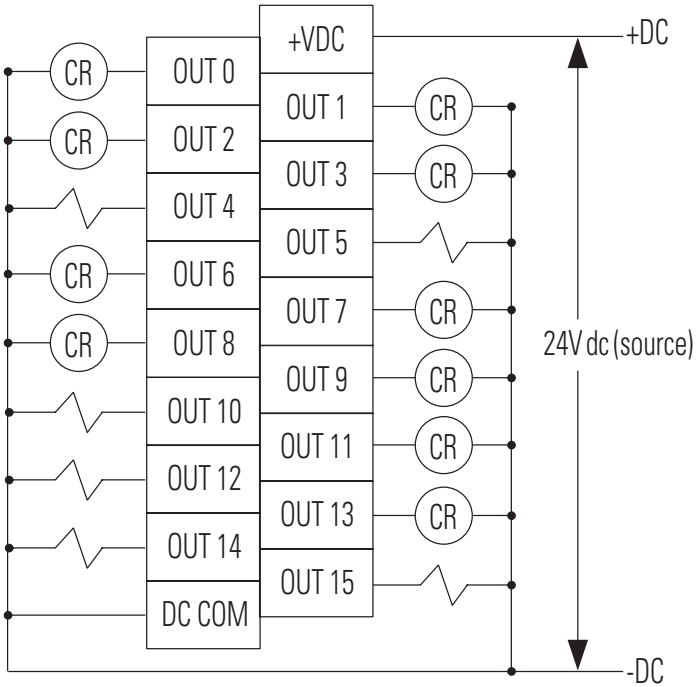 +VDC
+DC
CR
OUT 0
OUT 1
CR
CR
OUT 2
OUT 3
CR
OUT 4
OUT 5
CR
OUT 6
OUT 7
CR
CR
OUT 8
24V dc (source)
OUT 9
CR
OUT 10
OUT 11
CR
OUT 12
OUT 13
CR
OUT 14
OUT 15
DC COM
-DC